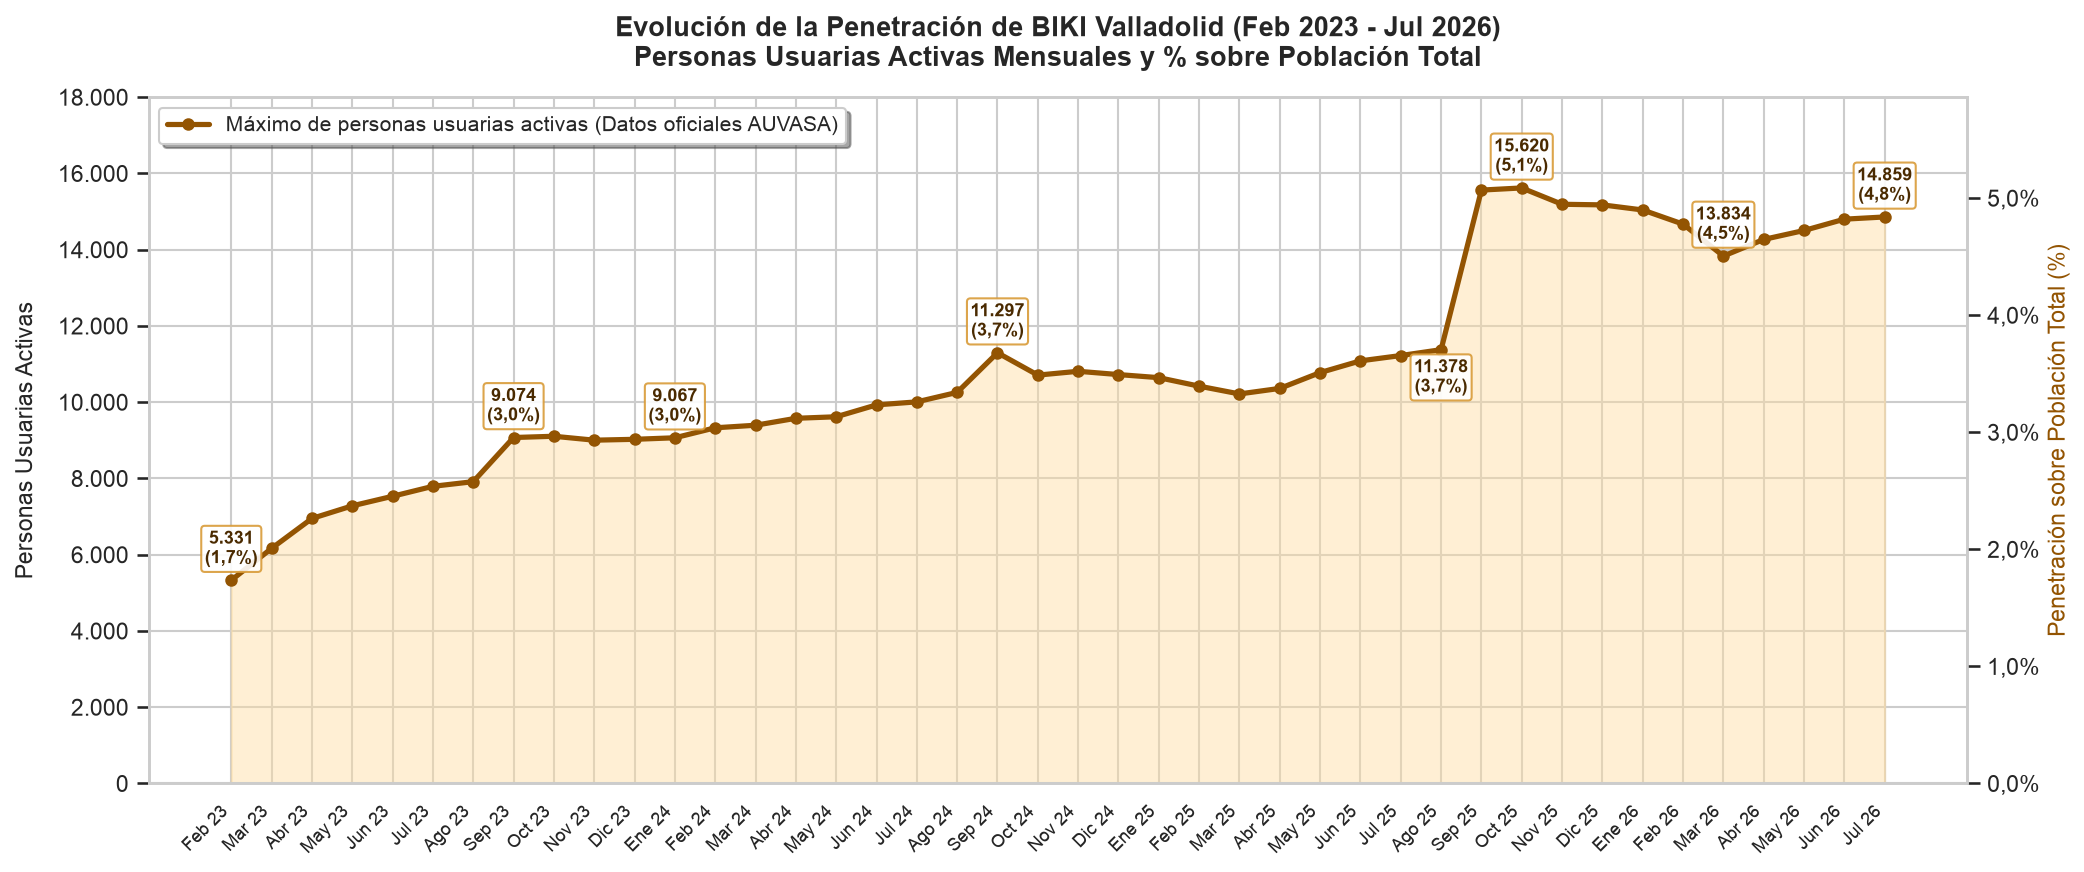 Evolución de la Penetración de BIKI Valladolid (Feb 2023 - Jul 2026)
Personas Usuarias Activas Mensuales y % sobre Población Total
Máximo de personas usuarias activas (Datos oficiales AUVASA)
Personas Usuarias Activas
18.000
16.000
14.000
12.000
10.000
8.000
6.000
4.000
2.000
0
5.331
(1,7%)
9.074
(3,0%)
9.067
(3,0%)
11.297
(3,7%)
11.378
(3,7%)
15.620
(5,1%)
13.834
(4,5%)
14.859
(4,8%)
5,0%
4,0%
3,0%
2,0%
1,0%
0,0%
Penetración sobre Población Total (%)
Feb 23
Mar 23
Abr 23
May 23
Jun 23
Jul 23
Ago 23
Sep 23
Oct 23
Nov 23
Dic 23
Ene 24
Feb 24
Mar 24
Abr 24
May 24
Jun 24
Jul 24
Ago 24
Sep 24
Oct 24
Nov 24
Dic 24
Ene 25
Feb 25
Mar 25
Abr 25
May 25
Jun 25
Jul 25
Ago 25
Sep 25
Oct 25
Nov 25
Dic 25
Ene 26
Feb 26
Mar 26
Abr 26
May 26
Jun 26
Jul 26